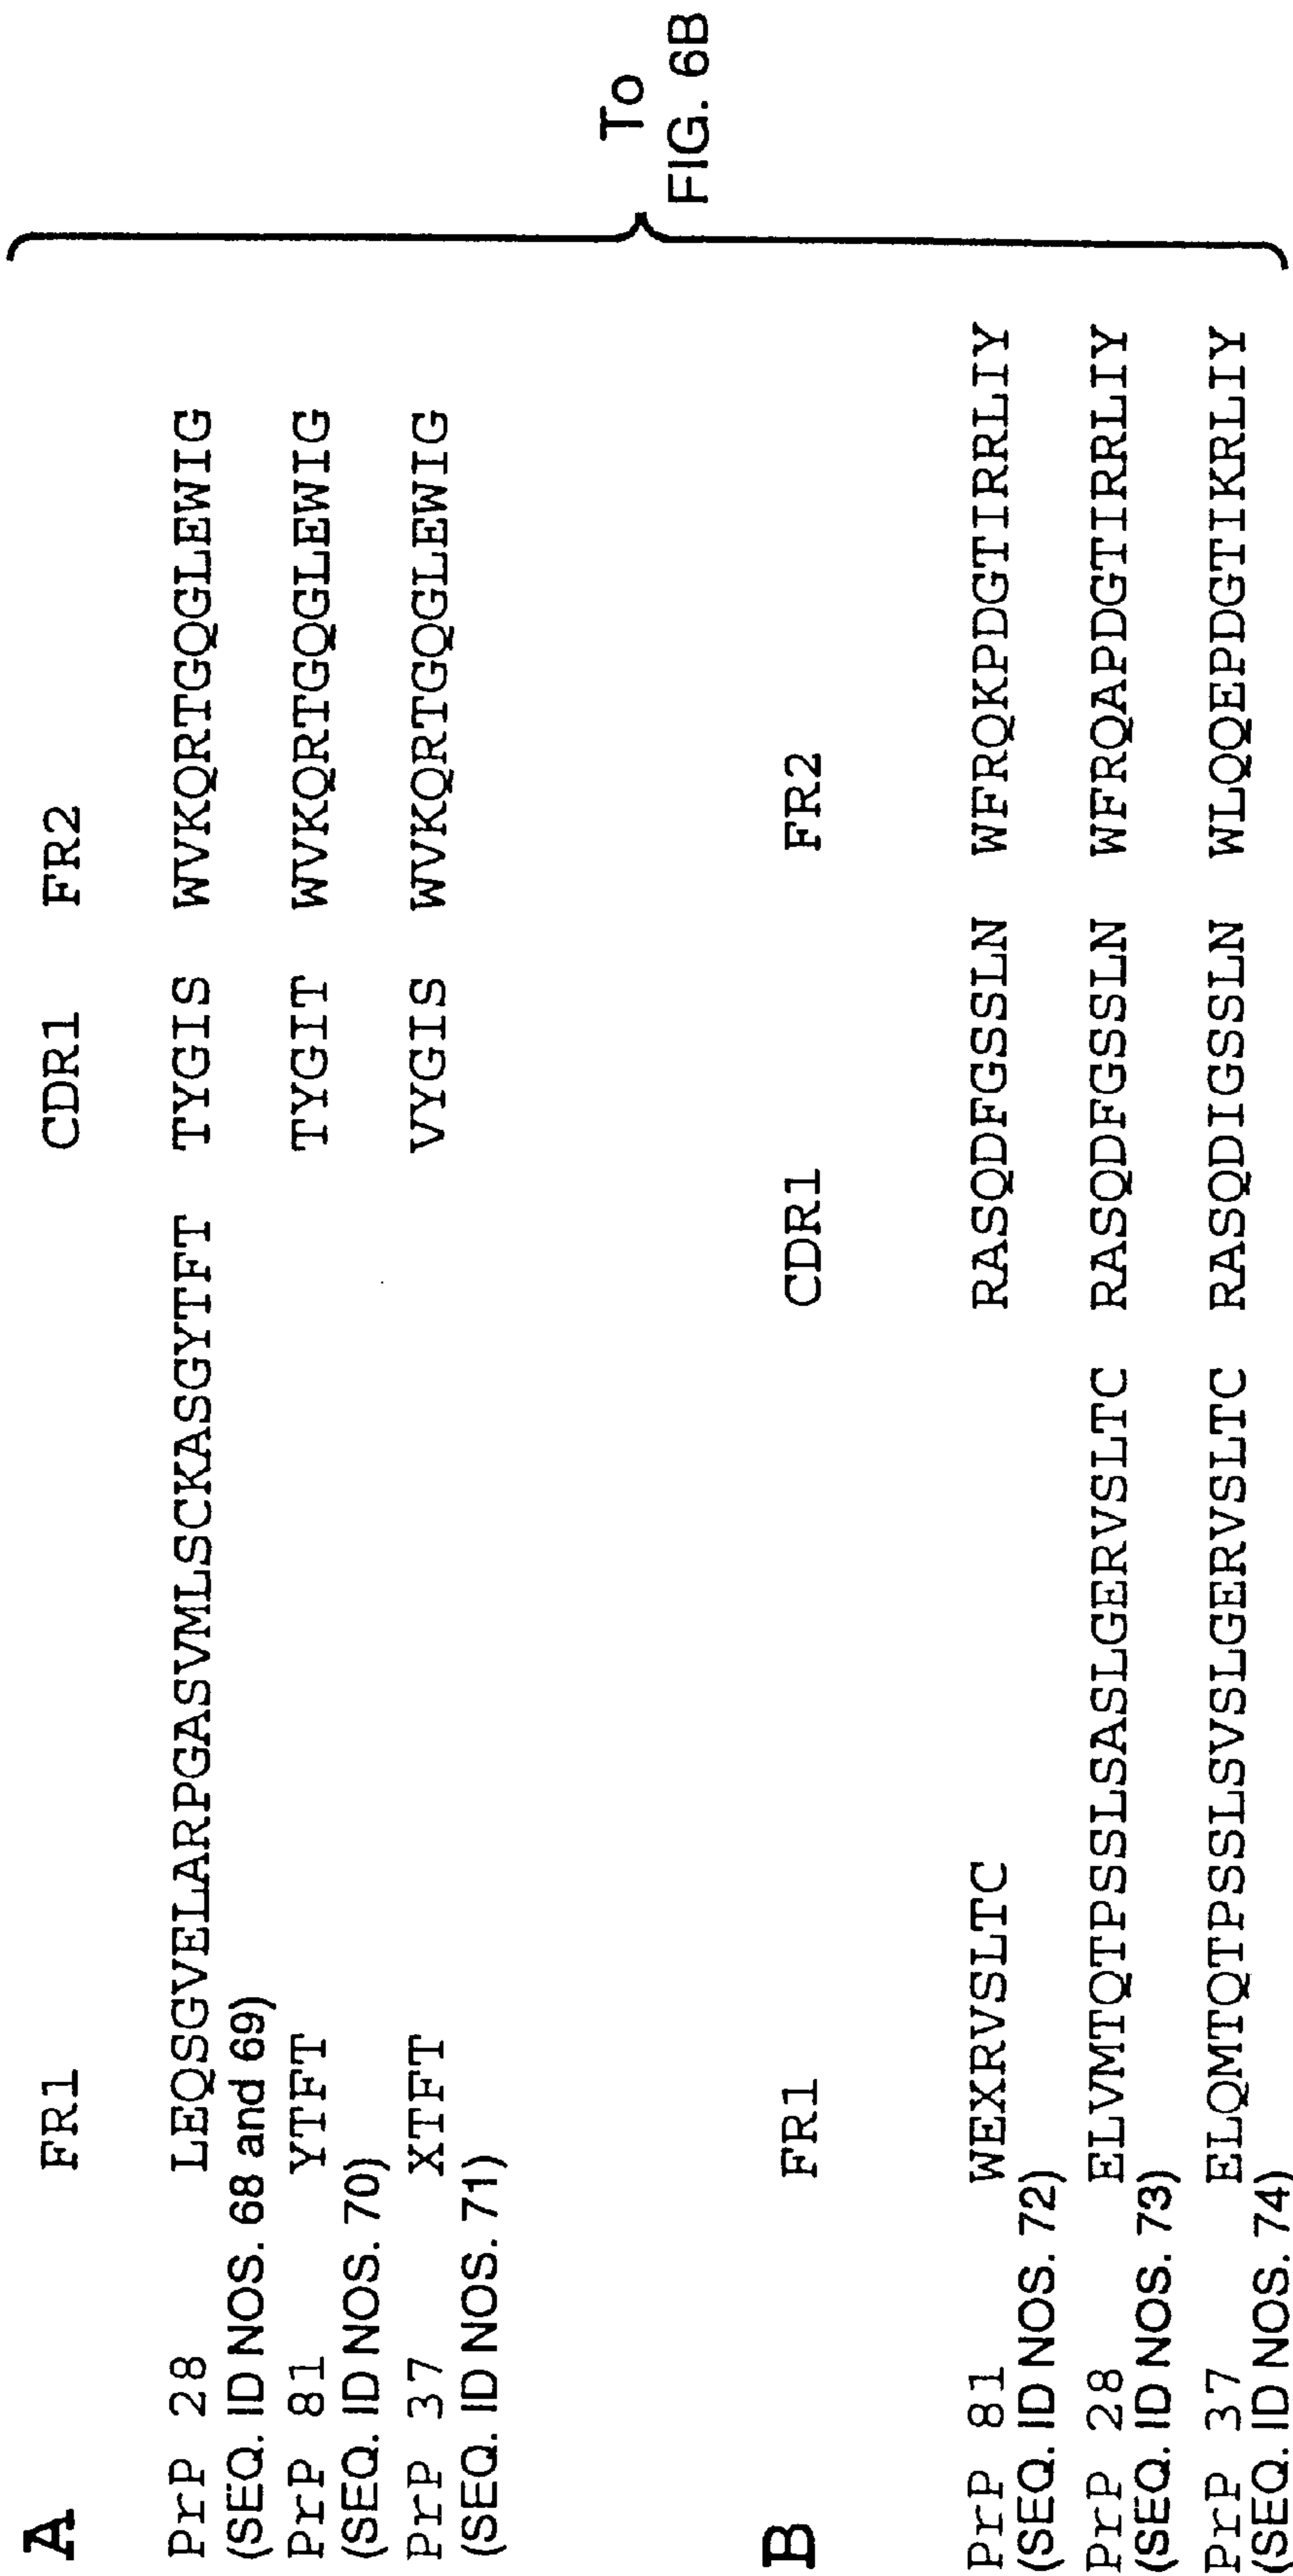 A
FR1 CDR1 FR2
PrP 28 LEQSGVELARPGASVMLSCKASGYTFT TYGIS WVKQRTGQGLEWIG
(SEQ. ID NOS. 68 and 69)
PrP 81 YTFT TYGIT WVKQRTGQGLEWIG
(SEQ. ID NOS. 70)
PrP 37 XTFT VYGIS WVKQRTGQGLEWIG
(SEQ. ID NOS. 71)
B
FR1 CDR1 FR2
PrP 81 WEXRVSLTC RASQDFGSSLN WFRQKPDGTIRRLIY
(SEQ. ID NOS. 72)
PrP 28 ELVMTQTPSSLSASLGERVSLTC RASQDFGSSLN WFRQAPDGTIRRLIY
(SEQ. ID NOS. 73)
PrP 37 ELQMTQTPSSLSVSLGERVSLTC RASQDIGSSLN WLQQEPDGTIKRLIY
(SEQ. ID NOS. 74)
To
FIG. 6B